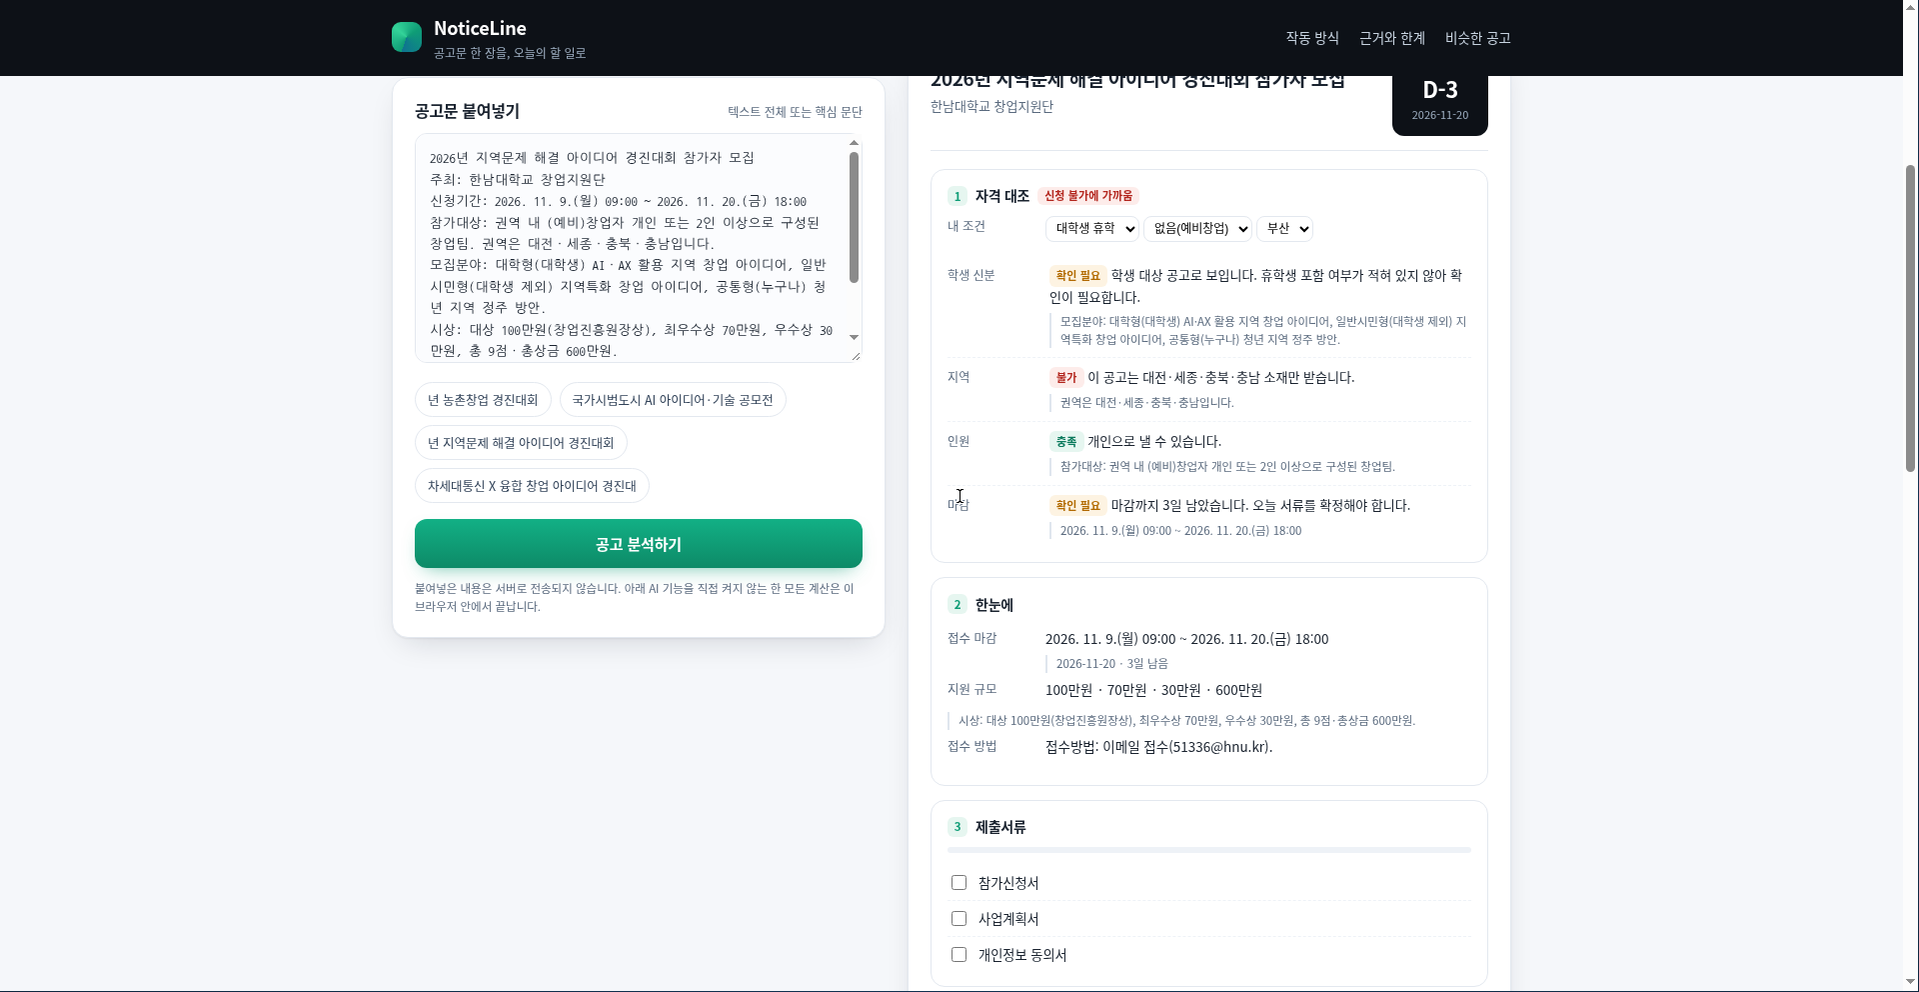 NoticeLine
공고문 한 장을, 오늘의 할 일로
작동 방식
근거와 한계
비슷한 공고
공고문 붙여넣기
텍스트 전체 또는 핵심 문단
2026년 지역문제 해결 아이디어 경진대회 참가자 모집
주최: 한남대학교 창업지원단
신청기간: 2026. 11. 9.(월) 09:00 ~ 2026. 11. 20.(금) 18:00
참가대상: 권역 내 (예비)창업자 개인 또는 2인 이상으로 구성된
창업팀. 권역은 대전·세종·충북·충남입니다.
모집분야: 대학형(대학생) AI·AX 활용 지역 창업 아이디어, 일반
시민형(대학생 제외) 지역특화 창업 아이디어, 공통형(누구나) 청
년 지역 정주 방안.
시상: 대상 100만원(창업진흥원장상), 최우수상 70만원, 우수상 30
만원, 총 9점·총상금 600만원.
년 농촌창업 경진대회
국가시범도시 AI 아이디어·기술 공모전
년 지역문제 해결 아이디어 경진대회
차세대통신 X 융합 창업 아이디어 경진대
공고 분석하기
붙여넣은 내용은 서버로 전송되지 않습니다. 아래 AI 기능을 직접 켜지 않는 한 모든 계산은 이
브라우저 안에서 끝납니다.
2026년 지역문제 해결 아이디어 경진대회 참가자 모집
한남대학교 창업지원단
D-3
2026-11-20
1 자격 대조 신청 불가에 가까움
내 조건 대학생 휴학 없음(예비창업) 부산
학생 신분 확인 필요 학생 대상 공고로 보입니다. 휴학생 포함 여부가 적혀 있지 않아 확
인이 필요합니다.
모집분야: 대학형(대학생) AI·AX 활용 지역 창업 아이디어, 일반시민형(대학생 제외) 지
역특화 창업 아이디어, 공통형(누구나) 청년 지역 정주 방안.
지역 불가 이 공고는 대전·세종·충북·충남 소재만 받습니다.
권역은 대전·세종·충북·충남입니다.
인원 충족 개인으로 낼 수 있습니다.
참가대상: 권역 내 (예비)창업자 개인 또는 2인 이상으로 구성된 창업팀.
마감 확인 필요 마감까지 3일 남았습니다. 오늘 서류를 확정해야 합니다.
2026. 11. 9.(월) 09:00 ~ 2026. 11. 20.(금) 18:00
2 한눈에
접수 마감 2026. 11. 9.(월) 09:00 ~ 2026. 11. 20.(금) 18:00
2026-11-20 · 3일 남음
지원 규모 100만원 · 70만원 · 30만원 · 600만원
시상: 대상 100만원(창업진흥원장상), 최우수상 70만원, 우수상 30만원, 총 9점·총상금 600만원.
접수 방법 접수방법: 이메일 접수(51336@hnu.kr).
3 제출서류
참가신청서
사업계획서
개인정보 동의서